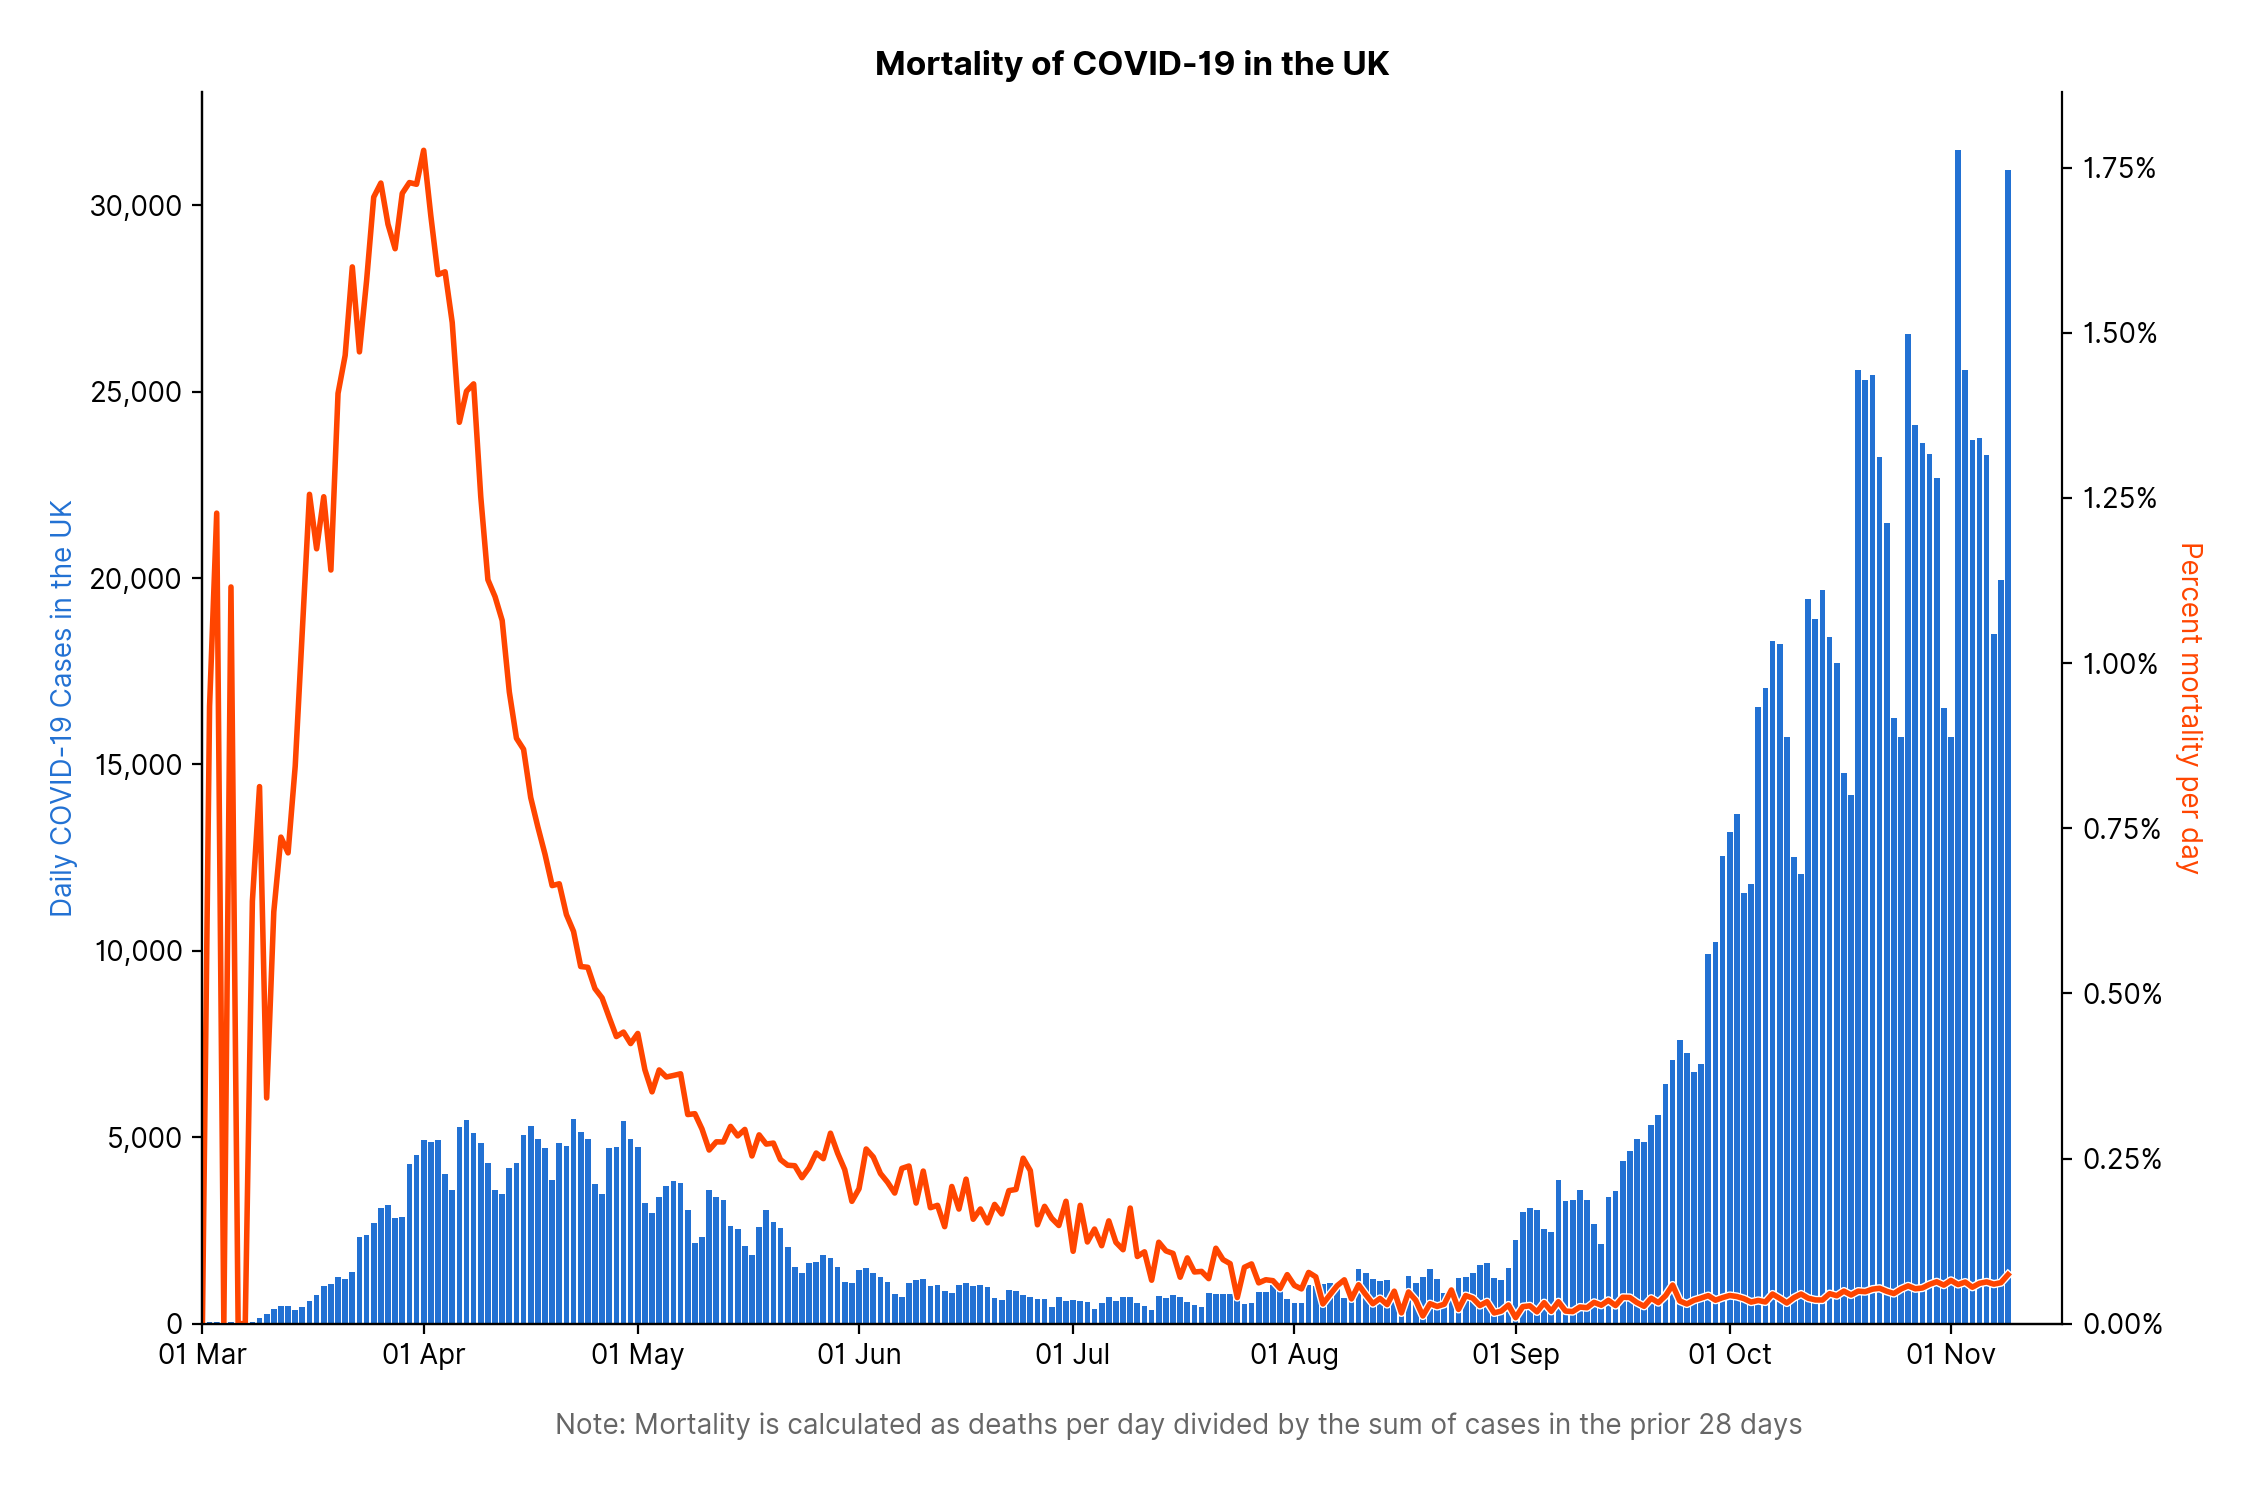 Mortality of COVID-19 in the UK
Daily COVID-19 Cases in the UK
30,000
25,000
20,000
15,000
10,000
5,000
0
1.75%
1.50%
1.25%
1.00%
0.75%
0.50%
0.25%
0.00%
Percent mortality per day
01 Mar
01 Apr
01 May
01 Jun
01 Jul
01 Aug
01 Sep
01 Oct
01 Nov
Note: Mortality is calculated as deaths per day divided by the sum of cases in the prior 28 days